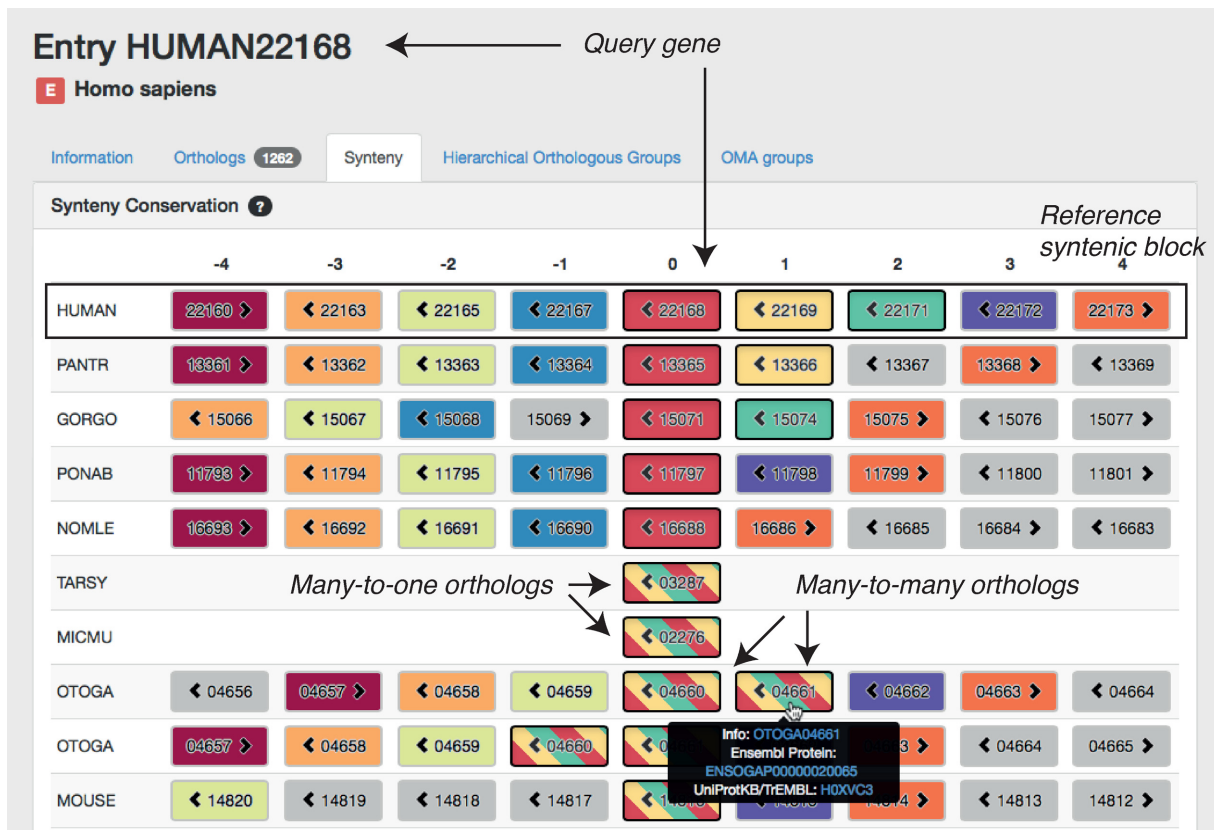 Entry HUMAN22168
Query gene
E Homo sapiens
Information Orthologs 1262 Synteny Hierarchical Orthologous Groups OMA groups
Synteny Conservation ?
Reference
syntenic block
-4 -3 -2 -1 0 1 2 3 4
HUMAN 22160 22163 22165 22167 22168 22169 22171 22172 22173
PANTR 13361 13362 13363 13364 13365 13366 13367 13368 13369
GORGO 15066 15067 15068 15069 15071 15074 15075 15076 15077
PONAB 11793 11794 11795 11796 11797 11798 11799 11800 11801
NOMLE 16693 16692 16691 16690 16688 16686 16685 16684 16683
TARSY 03287
Many-to-one orthologs
Many-to-many orthologs
MICMU 02276
OTOGA 04656 04657 04658 04659 04660 04661 04662 04663 04664
OTOGA 04657 04658 04659 04660 04664 04665
Info: OTOGA04661
Ensembl Protein:
ENSOGAP00000020065
UniProtKB/TrEMBL: H0XVC3
MOUSE 14820 14819 14818 14817 14813 14812